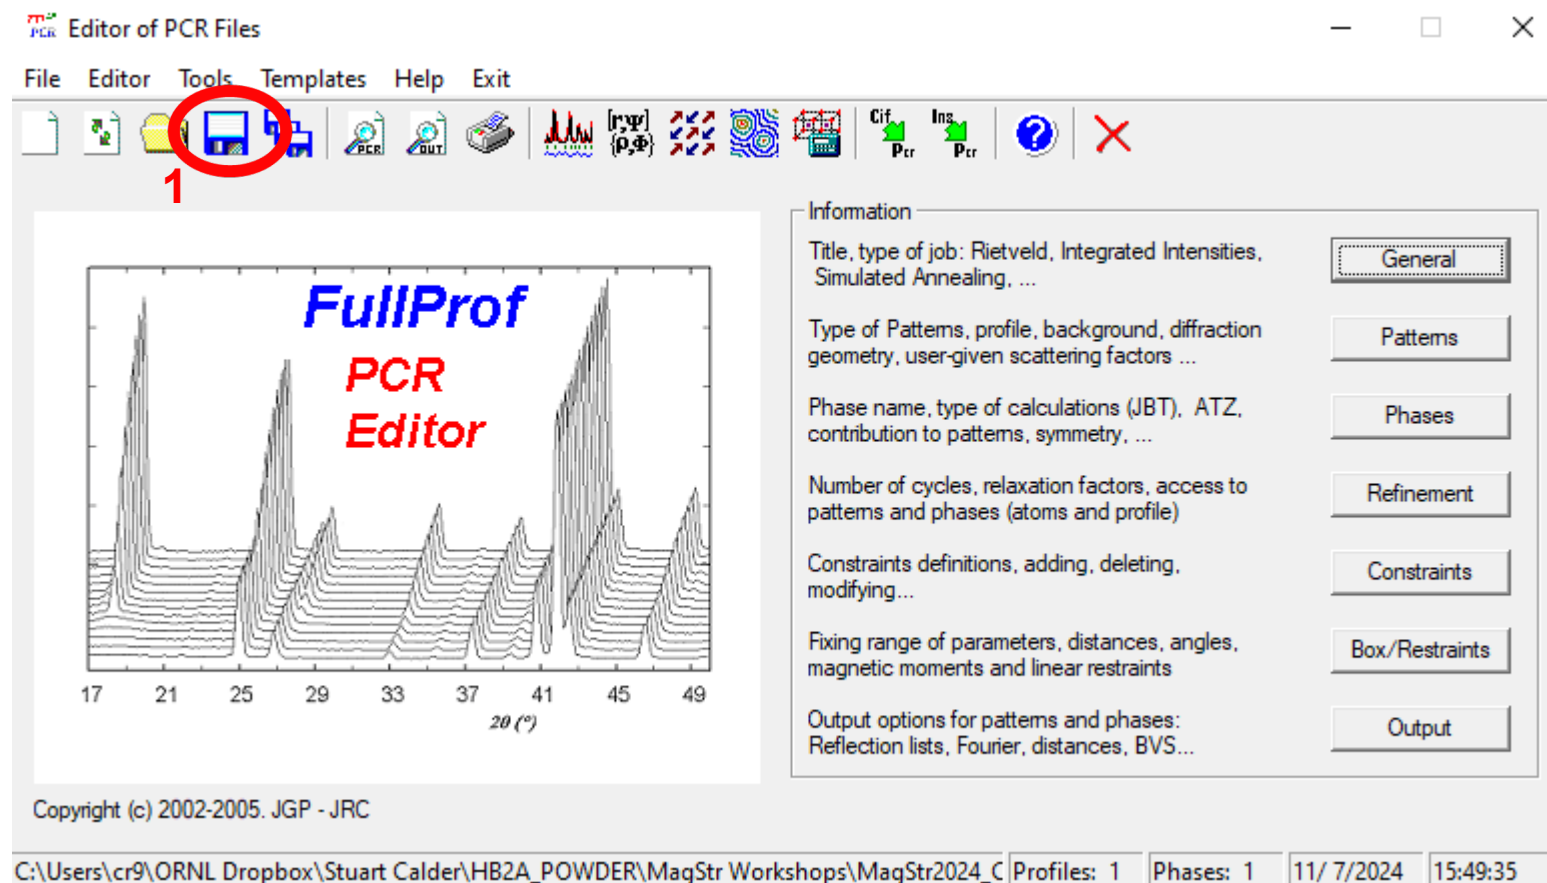 PCR Editor of PCR Files
File Editor Tools Templates Help Exit
PCR OUT [r,Ψ] {ρ,Φ} Cif Pcr Ins Pcr ?
1
Information
Title, type of job: Rietveld, Integrated Intensities,
Simulated Annealing, ...
General
Type of Patterns, profile, background, diffraction
geometry, user-given scattering factors ...
Patterns
Phase name, type of calculations (JBT), ATZ,
contribution to patterns, symmetry, ...
Phases
Number of cycles, relaxation factors, access to
patterns and phases (atoms and profile)
Refinement
Constraints definitions, adding, deleting,
modifying...
Constraints
Fixing range of parameters, distances, angles,
magnetic moments and linear restraints
Box/Restraints
Output options for patterns and phases:
Reflection lists, Fourier, distances, BVS...
Output
FullProf
PCR
Editor
17 21 25 29 33 37 41 45 49
2θ (°)
Copyright (c) 2002-2005. JGP - JRC
C:\Users\cr9\ORNL Dropbox\Stuart Calder\HB2A_POWDER\MagStr Workshops\MagStr2024_C Profiles: 1 Phases: 1 11/ 7/2024 15:49:35